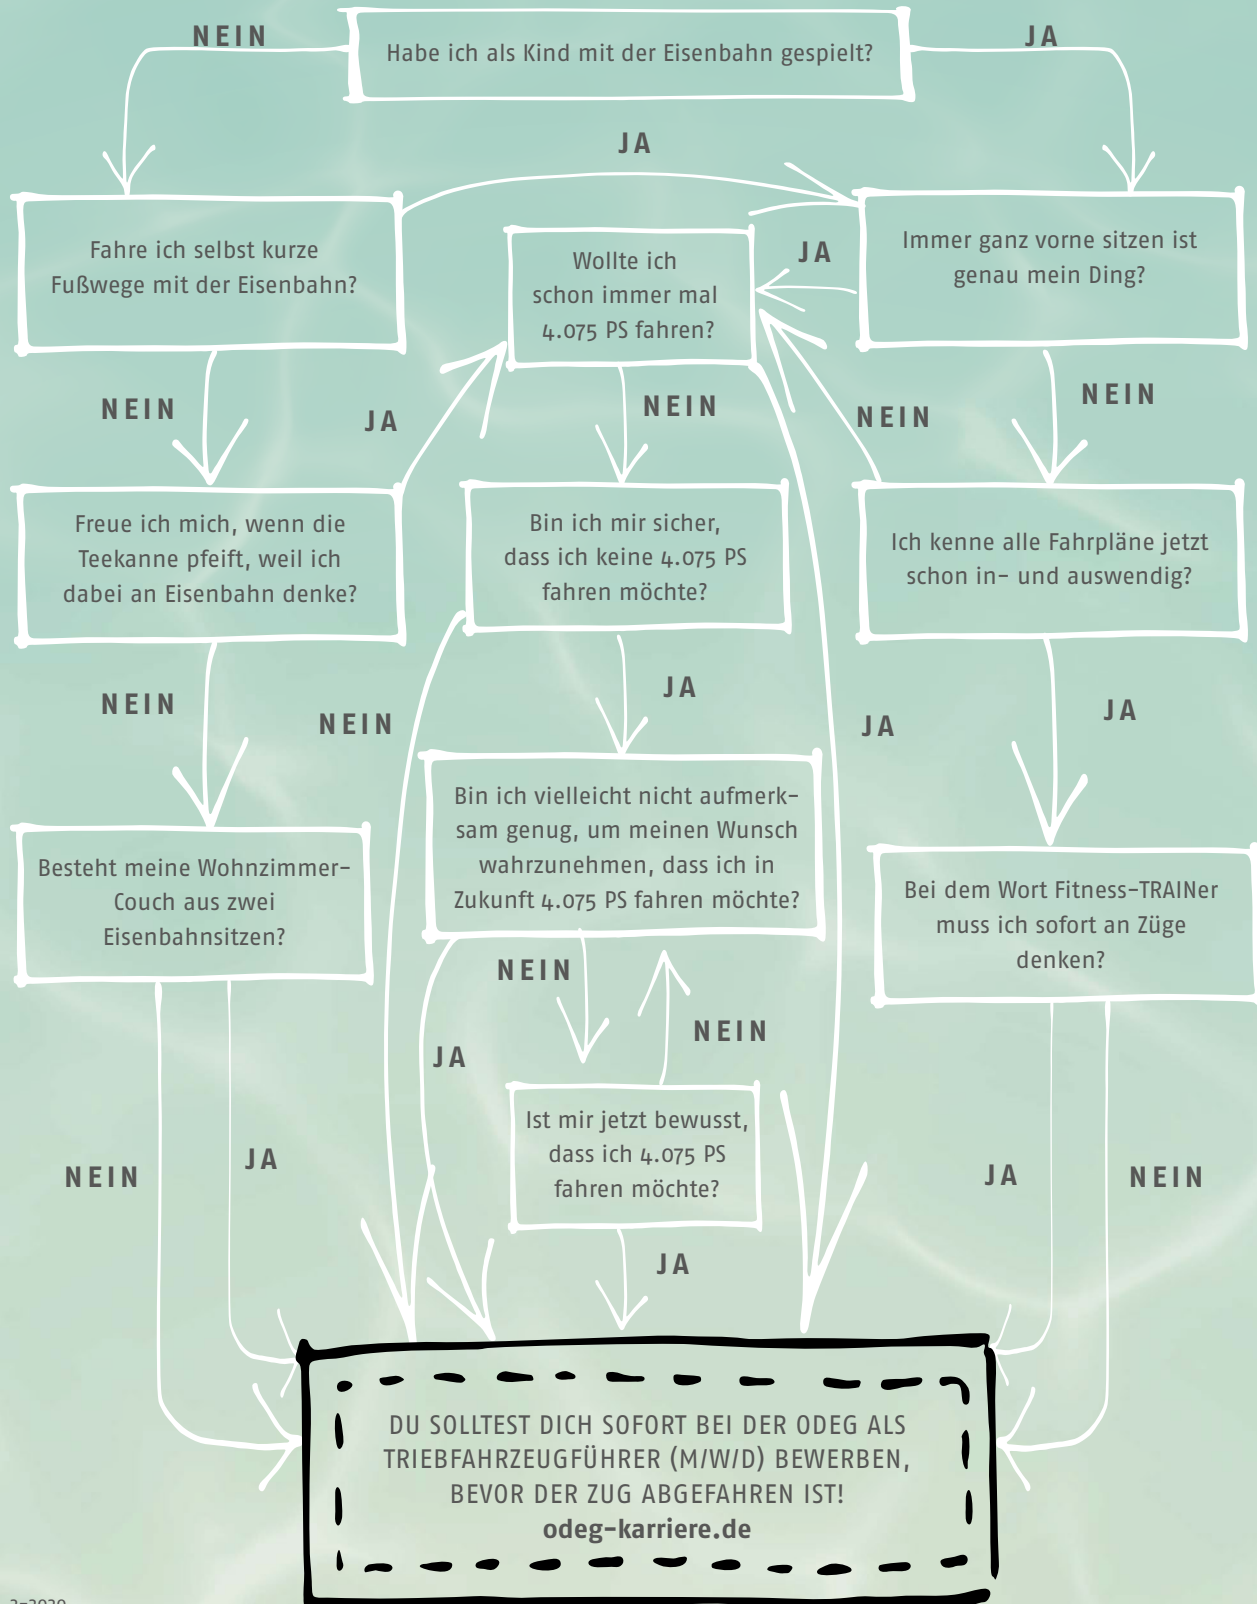 NEIN
Habe ich als Kind mit der Eisenbahn gespielt?
JA
JA
Fahre ich selbst kurze
Fußwege mit der Eisenbahn?
Wollte ich
schon immer mal
4.075 PS fahren?
JA
Immer ganz vorne sitzen ist
genau mein Ding?
NEIN
JA
NEIN
NEIN
NEIN
Freue ich mich, wenn die
Teekanne pfeift, weil ich
dabei an Eisenbahn denke?
Bin ich mir sicher,
dass ich keine 4.075 PS
fahren möchte?
Ich kenne alle Fahrpläne jetzt
schon in- und auswendig?
NEIN
NEIN
JA
JA
JA
Besteht meine Wohnzimmer-
Couch aus zwei
Eisenbahnsitzen?
Bin ich vielleicht nicht aufmerk-
sam genug, um meinen Wunsch
wahrzunehmen, dass ich in
Zukunft 4.075 PS fahren möchte?
Bei dem Wort Fitness-TRAINer
muss ich sofort an Züge
denken?
NEIN
NEIN
JA
Ist mir jetzt bewusst,
dass ich 4.075 PS
fahren möchte?
NEIN
JA
JA
NEIN
JA
DU SOLLTEST DICH SOFORT BEI DER ODEG ALS
TRIEBFAHRZEUGFÜHRER (M/W/D) BEWERBEN,
BEVOR DER ZUG ABGEFAHREN IST!
odeg-karriere.de